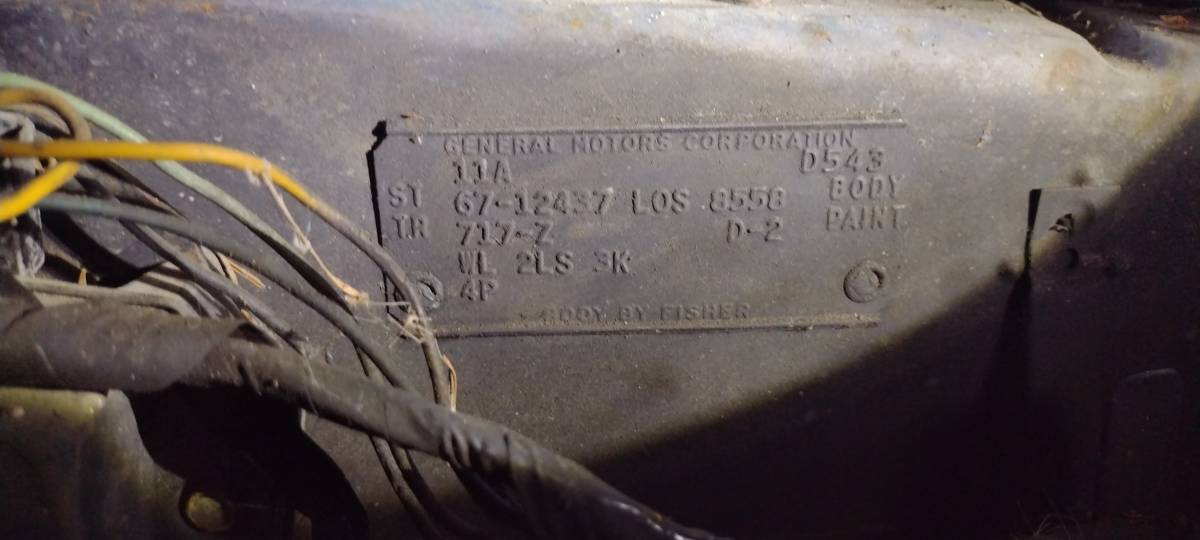 GENERAL MOTORS CORPORATION
11A D543
ST 67-12437 LOS 8558 BODY
TR 717-Z D-2 PAINT
WL 2LS 3K
4P
BODY BY FISHER